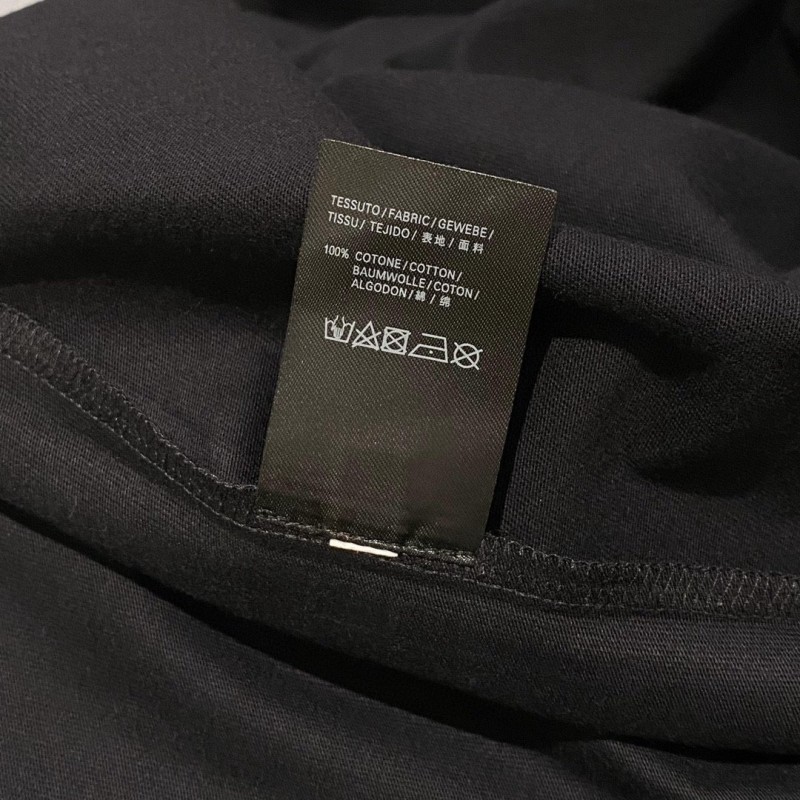 TESSUTO/FABRIC/GEWEBE/
TISSU/TEJIDO/表地/面料
100% COTONE/COTTON/
BAUMWOLLE/COTON/
ALGODON/綿/绵